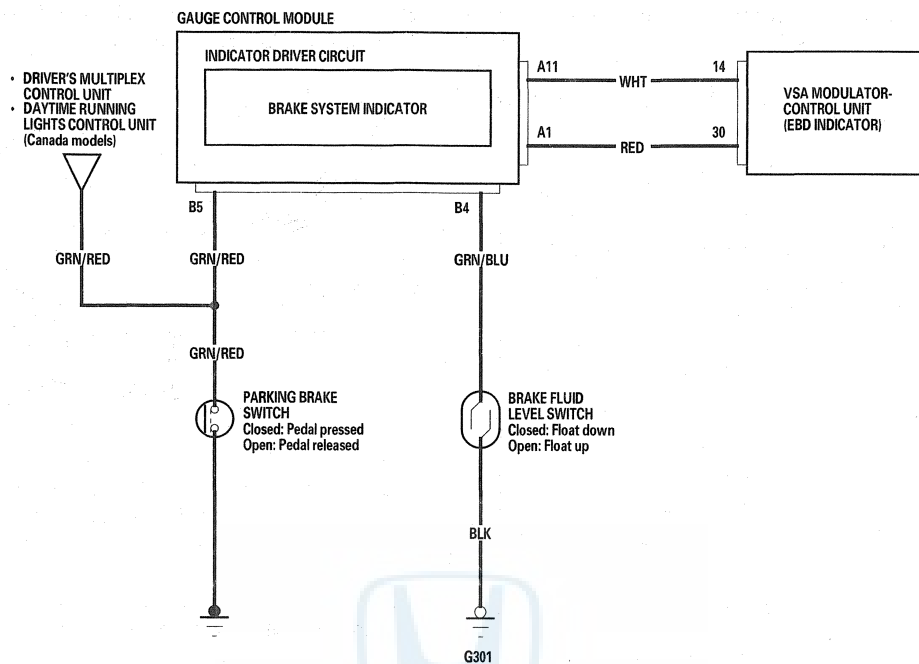 GAUGE CONTROL MODULE
INDICATOR DRIVER CIRCUIT
BRAKE SYSTEM INDICATOR
• DRIVER'S MULTIPLEX
CONTROL UNIT
• DAYTIME RUNNING
LIGHTS CONTROL UNIT
(Canada models)
A11
WHT
14
A1
RED
30
VSA MODULATOR-
CONTROL UNIT
(EBD INDICATOR)
B5
B4
GRN/RED
GRN/RED
GRN/BLU
GRN/RED
PARKING BRAKE
SWITCH
Closed: Pedal pressed
Open: Pedal released
BRAKE FLUID
LEVEL SWITCH
Closed: Float down
Open: Float up
BLK
G301